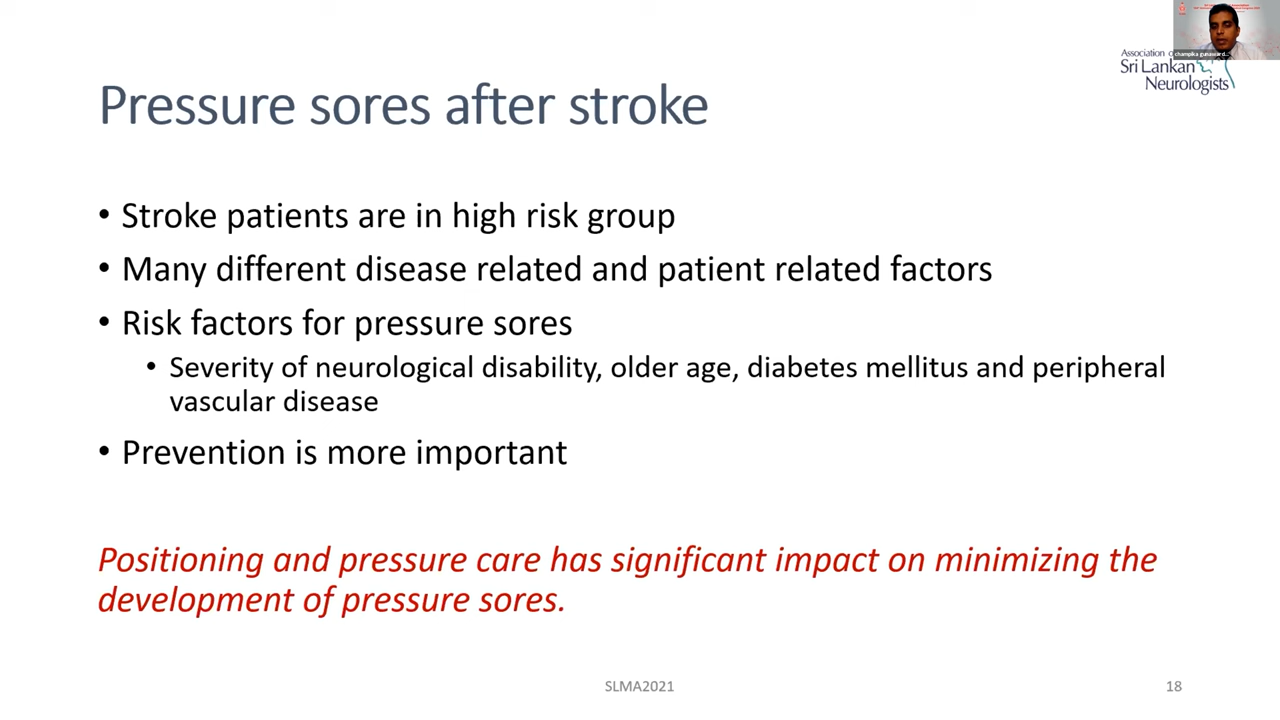 Association
Sri Lankan
Neurologists
Pressure sores after stroke
• Stroke patients are in high risk group
• Many different disease related and patient related factors
• Risk factors for pressure sores
• Severity of neurological disability, older age, diabetes mellitus and peripheral
vascular disease
• Prevention is more important
Positioning and pressure care has significant impact on minimizing the
development of pressure sores.
SLMA2021
18